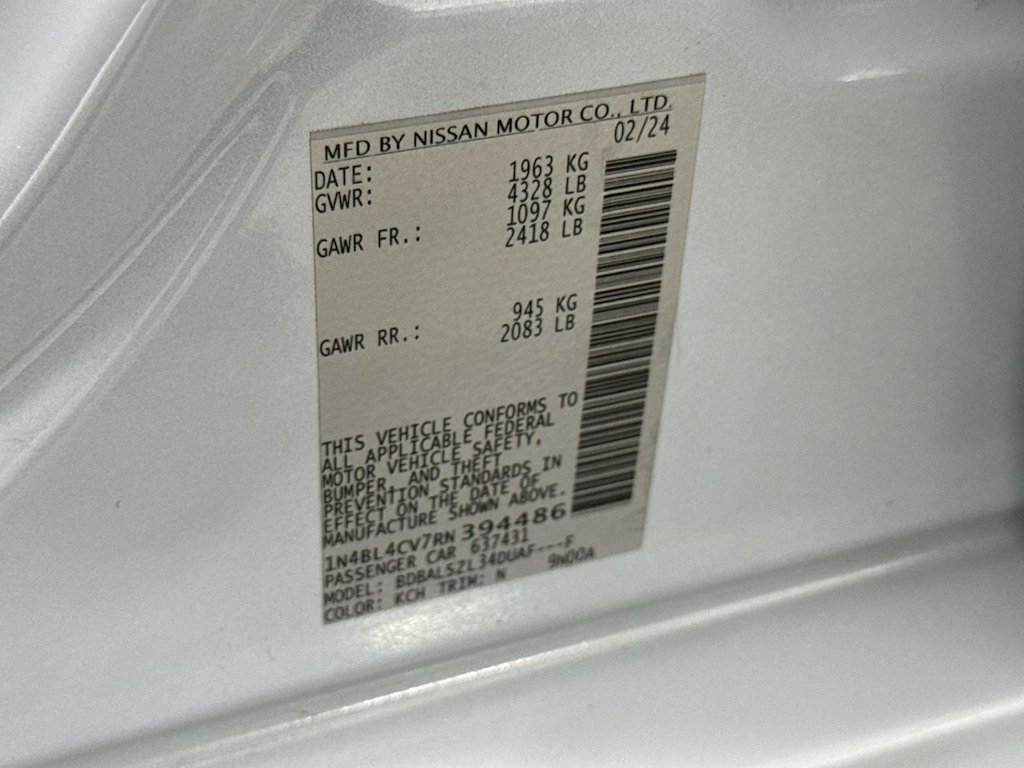 MFD BY NISSAN MOTOR CO., LTD.
DATE: 02/24
GVWR: 1963 KG
4328 LB
GAWR FR.: 1097 KG
2418 LB
GAWR RR.: 945 KG
2083 LB
THIS VEHICLE CONFORMS TO
ALL APPLICABLE FEDERAL
MOTOR VEHICLE SAFETY,
BUMPER, AND THEFT
PREVENTION STANDARDS IN
EFFECT ON THE DATE OF
MANUFACTURE SHOWN ABOVE.
1N4BL4CV7RN394486
PASSENGER CAR 637431
MODEL: BDBALSZL34DUAF---F
COLOR: KCH TRIM: N 9N00A